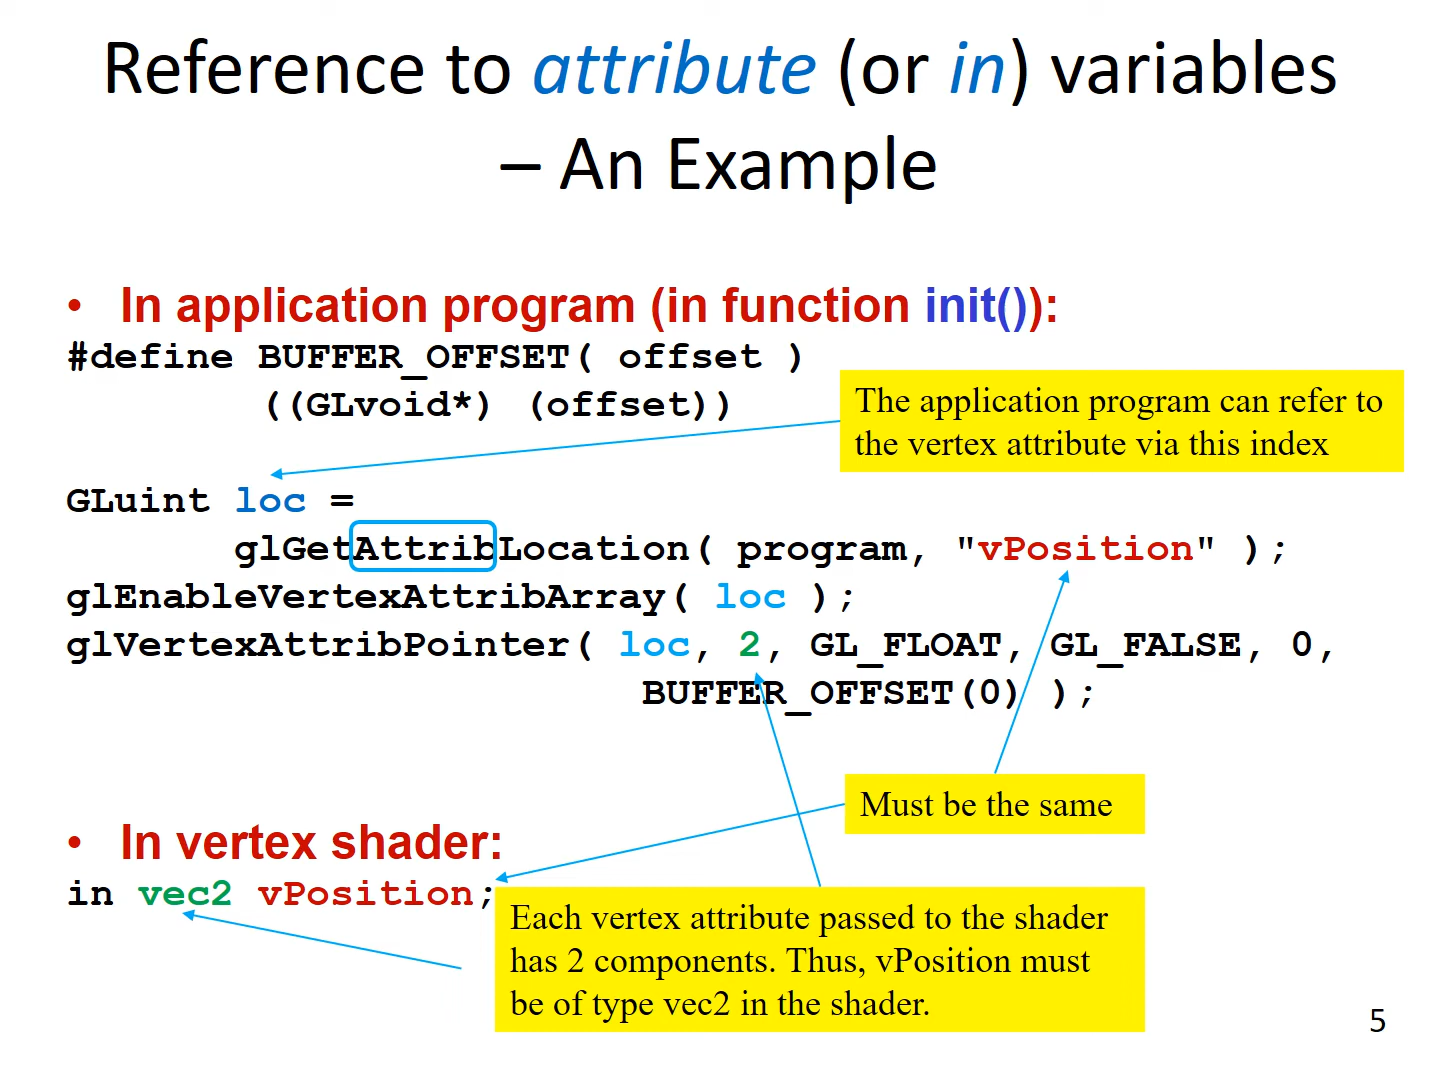 Reference to attribute (or in) variables
– An Example
• In application program (in function init()):
#define BUFFER_OFFSET( offset )
((GLvoid*) (offset))
The application program can refer to
the vertex attribute via this index
GLuint loc =
glGetAttribLocation( program, "vPosition" );
glEnableVertexAttribArray( loc );
glVertexAttribPointer( loc, 2, GL_FLOAT, GL_FALSE, 0,
BUFFER_OFFSET(0) );
Must be the same
• In vertex shader:
in vec2 vPosition;
Each vertex attribute passed to the shader
has 2 components. Thus, vPosition must
be of type vec2 in the shader.
5